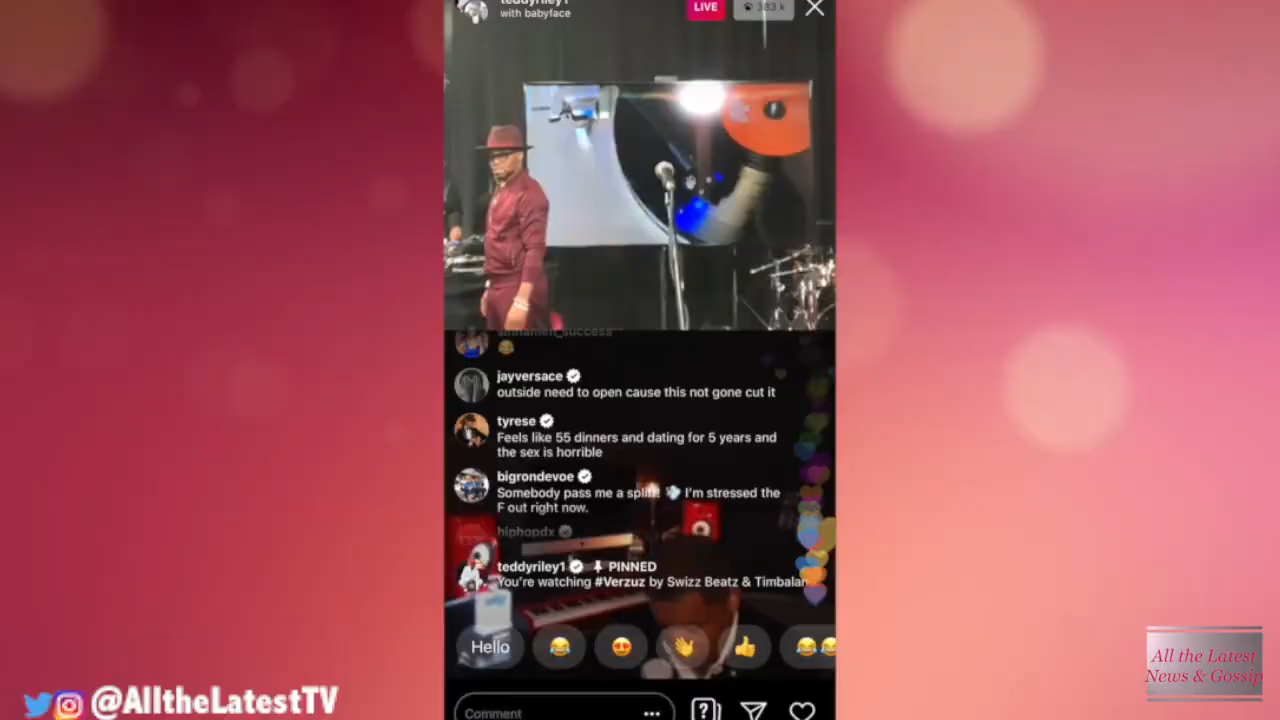 teddyriley1
with babyface
LIVE
383 k
jayversace
outside need to open cause this not gone cut it
tyrese
Feels like 55 dinners and dating for 5 years and
the sex is horrible
bigrondevoe
Somebody pass me a spliff I'm stressed the
F out right now.
hiphopdx
teddyriley1 PINNED
You're watching #Verzuz by Swizz Beatz & Timbalan
Hello
Comment
@AlltheLatestTV
All the Latest
News & Gossip